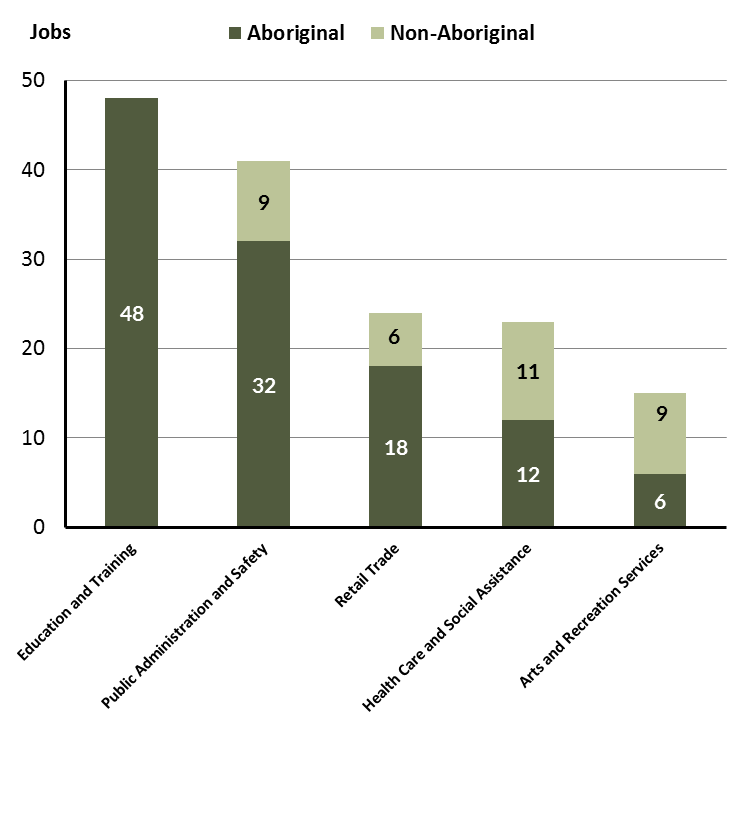 Jobs
Aboriginal Non-Aboriginal
50
40
30
20
10
0
48
9
32
6
18
11
12
9
6
Education and Training
Public Administration and Safety
Retail Trade
Health Care and Social Assistance
Arts and Recreation Services